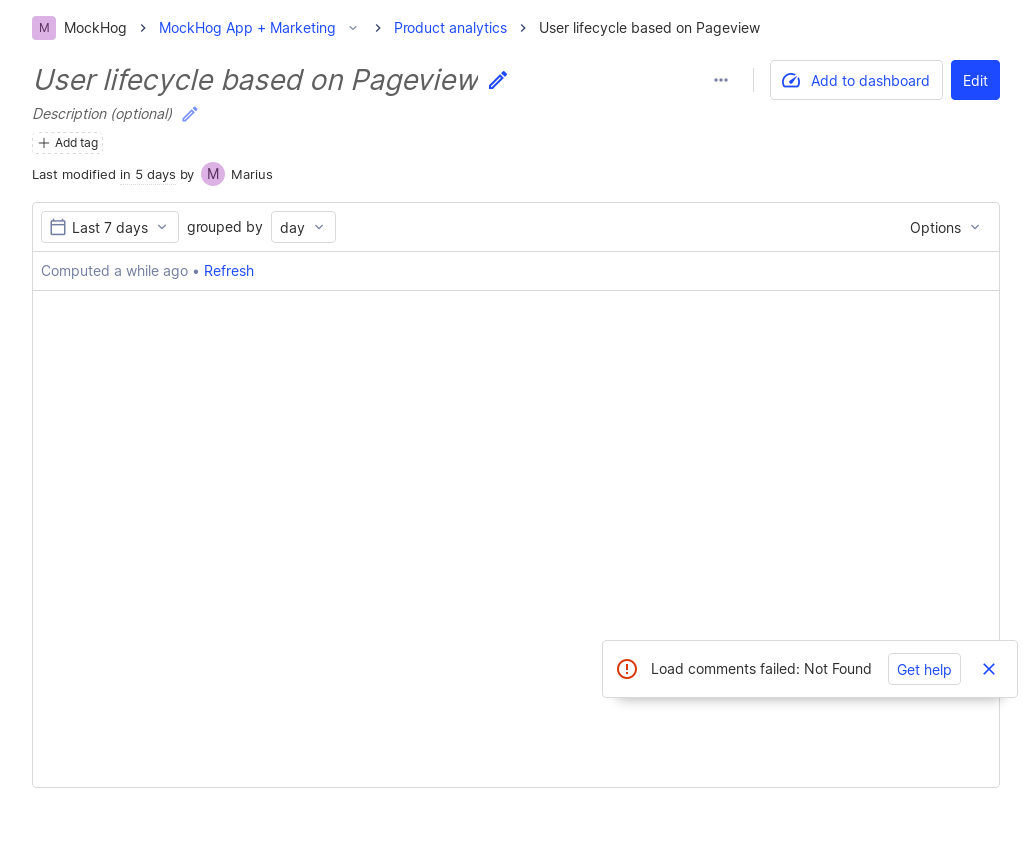 M MockHog MockHog App + Marketing Product analytics User lifecycle based on Pageview
User lifecycle based on Pageview
Add to dashboard
Edit
Description (optional)
Add tag
Last modified in 5 days by M Marius
Last 7 days grouped by day Options
Computed a while ago • Refresh
Load comments failed: Not Found Get help